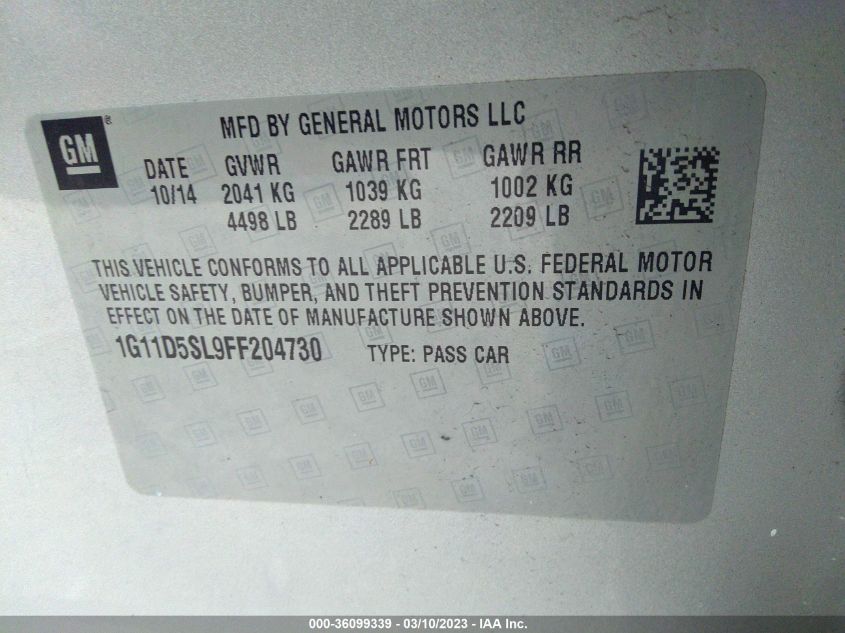 GM
MFD BY GENERAL MOTORS LLC
DATE GVWR GAWR FRT GAWR RR
10/14 2041 KG 1039 KG 1002 KG
4498 LB 2289 LB 2209 LB
THIS VEHICLE CONFORMS TO ALL APPLICABLE U.S. FEDERAL MOTOR
VEHICLE SAFETY, BUMPER, AND THEFT PREVENTION STANDARDS IN
EFFECT ON THE DATE OF MANUFACTURE SHOWN ABOVE.
1G11D5SL9FF204730 TYPE: PASS CAR
000-36099339 - 03/10/2023 - IAA Inc.